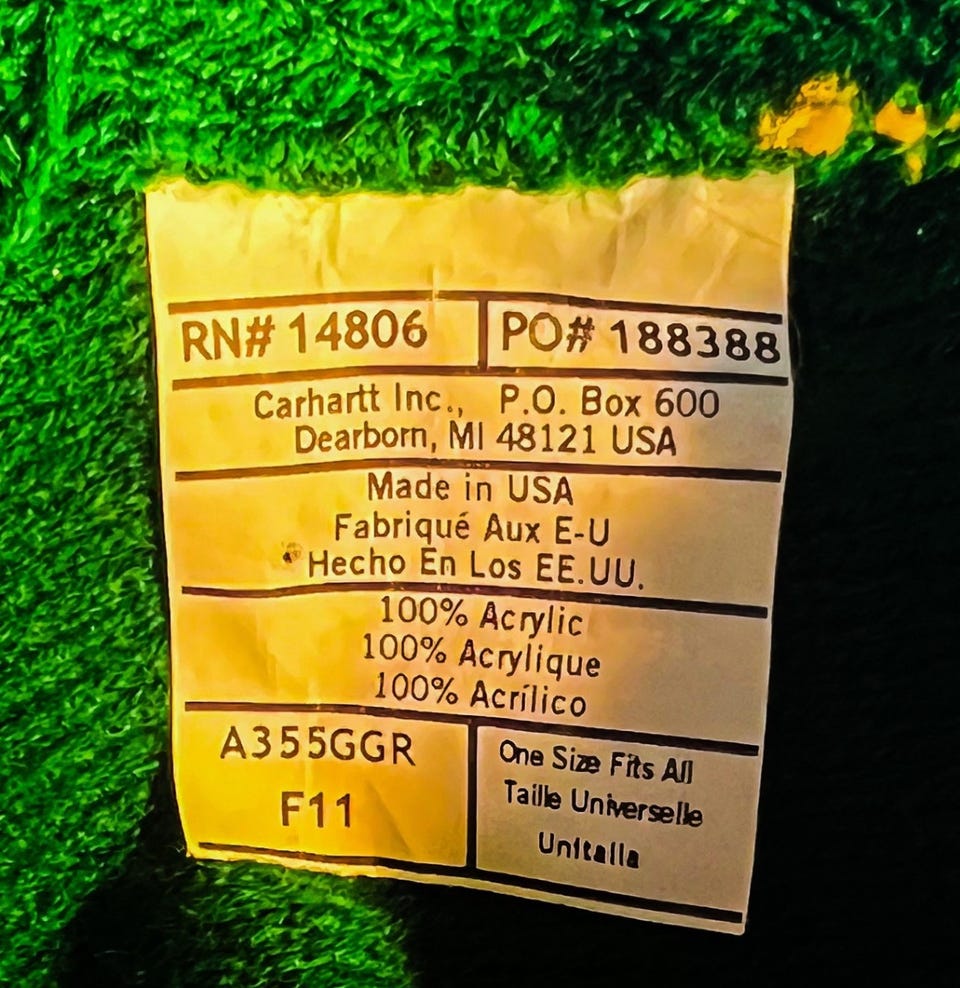 RN# 14806 PO# 188388
Carhartt Inc., P.O. Box 600
Dearborn, MI 48121 USA
Made in USA
Fabriqué Aux E-U
Hecho En Los EE.UU.
100% Acrylic
100% Acrylique
100% Acrílico
A355GGR
F11
One Size Fits All
Taille Universelle
Unitalla